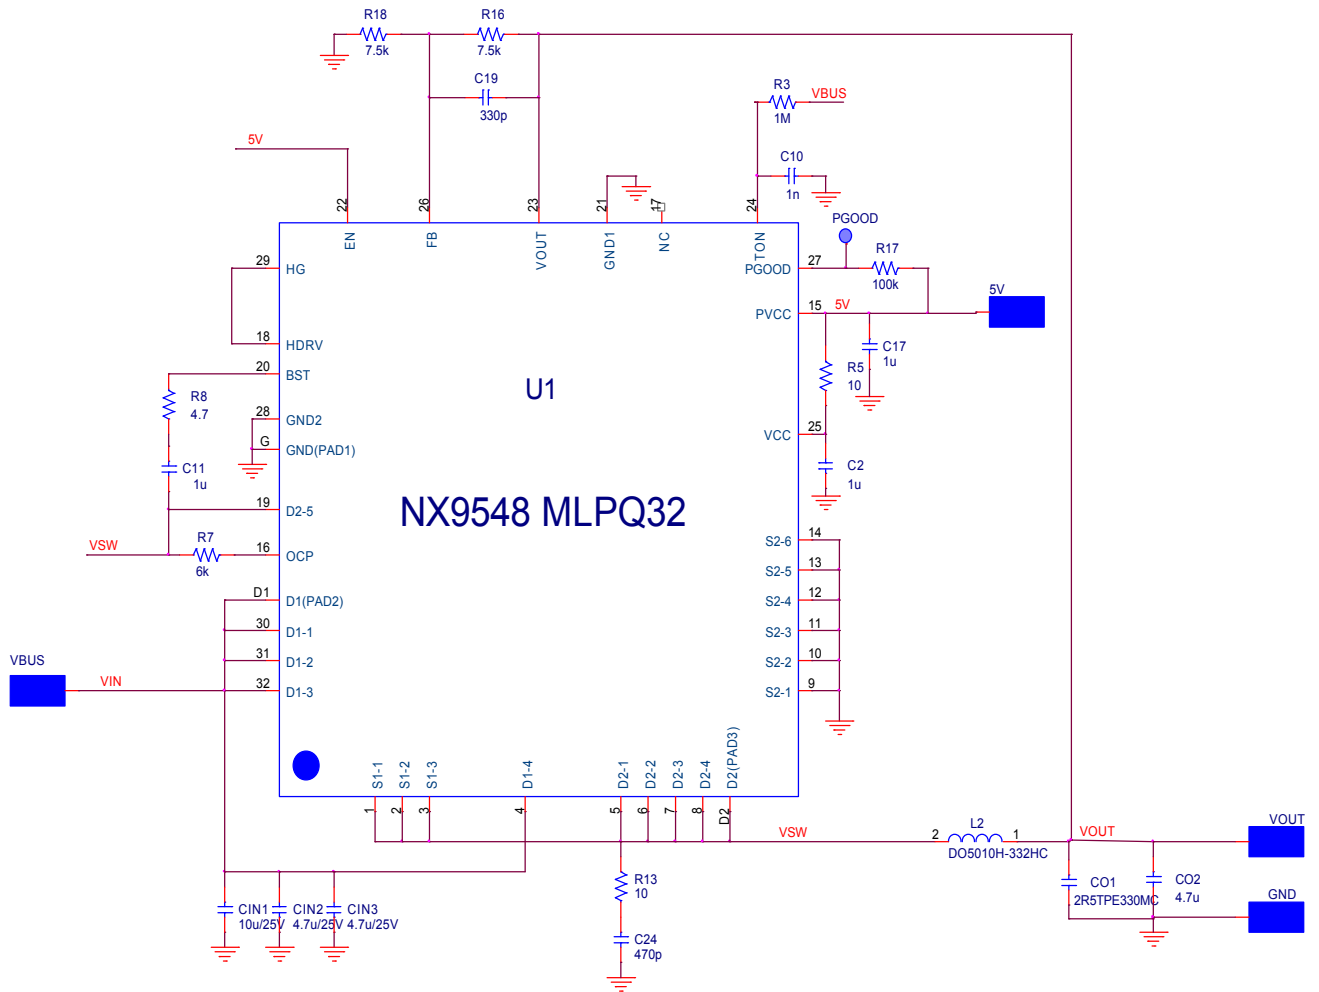 R18
7.5k
R16
7.5k
C19
330p
R3
1M
VBUS
C10
1n
5V
22
26
23
21
17
24
EN
FB
VOUT
GND1
NC
TON
PGOOD
29
HG
PGOOD
27
R17
100k
5V
PVCC
15
5V
18
HDRV
20
BST
C17
1u
R5
10
R8
4.7
U1
28
GND2
G
GND(PAD1)
VCC
25
C11
1u
C2
1u
19
D2-5
NX9548 MLPQ32
VSW
R7
6k
16
OCP
S2-6
14
S2-5
13
D1
D1(PAD2)
S2-4
12
30
D1-1
S2-3
11
31
D1-2
S2-2
10
VBUS
VIN
32
D1-3
S2-1
9
S1-1
S1-2
S1-3
D1-4
D2-1
D2-2
D2-3
D2-4
D2(PAD3)
1
2
3
4
5
6
7
8
D2
VSW
2
L2
1
DO5010H-332HC
VOUT
VOUT
R13
10
CO1
2R5TPE330MC
CO2
4.7u
GND
CIN1
10u/25V
CIN2
4.7u/25V
CIN3
4.7u/25V
C24
470p